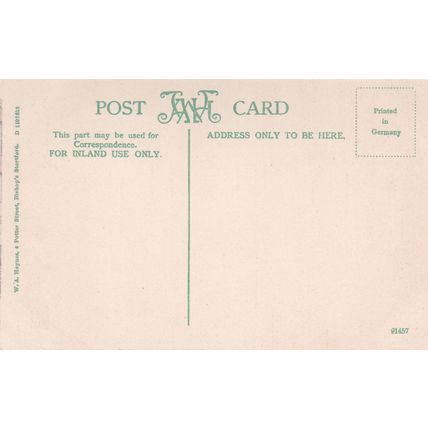 POST CARD
This part may be used for
Correspondence.
FOR INLAND USE ONLY.
ADDRESS ONLY TO BE HERE.
Printed
in
Germany
W. L. Haynes, 4 Potter Street, Bishop's Stortford.
91457